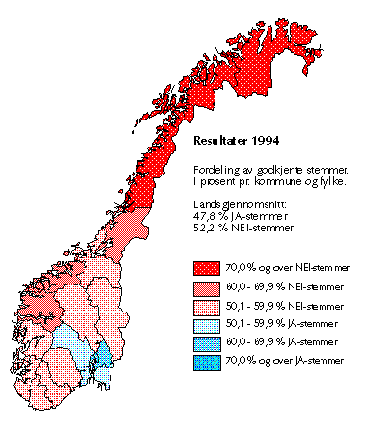 Resultater 1994
Fordeling av godkjente stemmer.
I prosent pr. kommune og fylke.
Landsgjennomsnitt:
47,8 % JA-stemmer
52,2 % NEI-stemmer
70,0% og over NEI-stemmer
60,0 - 69,9 % NEI-stemmer
50,1 - 59,9 % NEI-stemmer
50,1 - 59,9 % JA-stemmer
60,0 - 69,9 % JA-stemmer
70,0% og over JA-stemmer